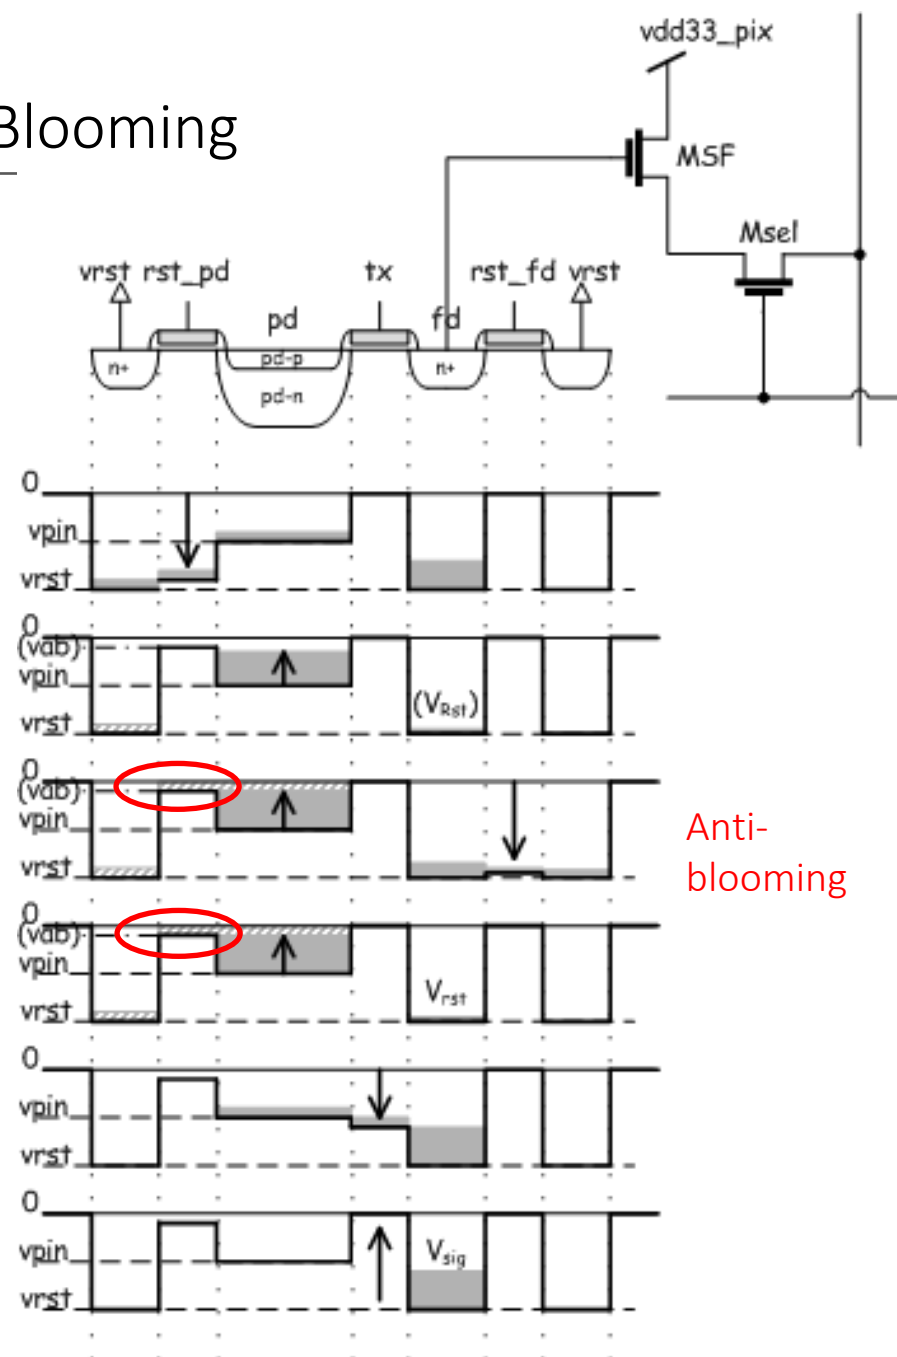 vdd33_pix
Blooming
MSF
Msel
vrst rst_pd tx rst_fd vrst
pd fd
n+ pd-p n+
pd-n
0
vpin
vrst
0
(vab)
vpin
(VRst)
vrst
0
(vab)
vpin
Anti-
blooming
vrst
0
(vab)
vpin
Vrst
vrst
0
vpin
vrst
0
vpin
Vsig
vrst